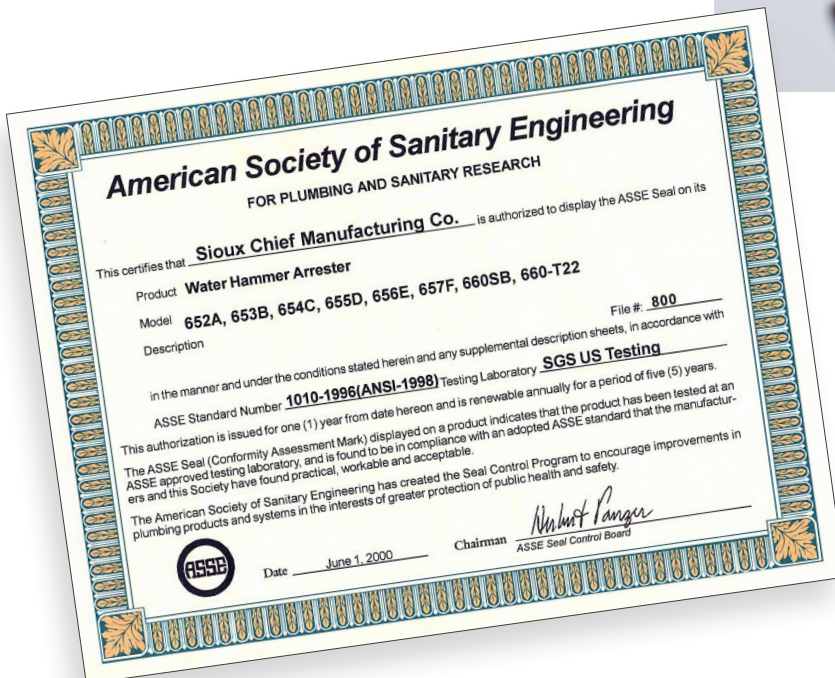 American Society of Sanitary Engineering
FOR PLUMBING AND SANITARY RESEARCH
This certifies that Sioux Chief Manufacturing Co. is authorized to display the ASSE Seal on its
Product Water Hammer Arrester
Model 652A, 653B, 654C, 655D, 656E, 657F, 660SB, 660-T22
Description
File #: 800
in the manner and under the conditions stated herein and any supplemental description sheets, in accordance with
ASSE Standard Number 1010-1996(ANSI-1998) Testing Laboratory SGS US Testing
This authorization is issued for one (1) year from date hereon and is renewable annually for a period of five (5) years.
The ASSE Seal (Conformity Assessment Mark) displayed on a product indicates that the product has been tested at an
ASSE approved testing laboratory, and is found to be in compliance with an adopted ASSE standard that the manufactur-
ers and this Society have found practical, workable and acceptable.
The American Society of Sanitary Engineering has created the Seal Control Program to encourage improvements in
plumbing products and systems in the interests of greater protection of public health and safety.
ASSE
Date June 1, 2000
Chairman
ASSE Seal Control Board